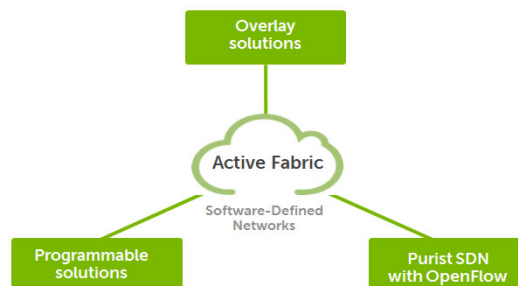 Overlay
solutions
Active Fabric
Software-Defined
Networks
Programmable
solutions
Purist SDN
with OpenFlow